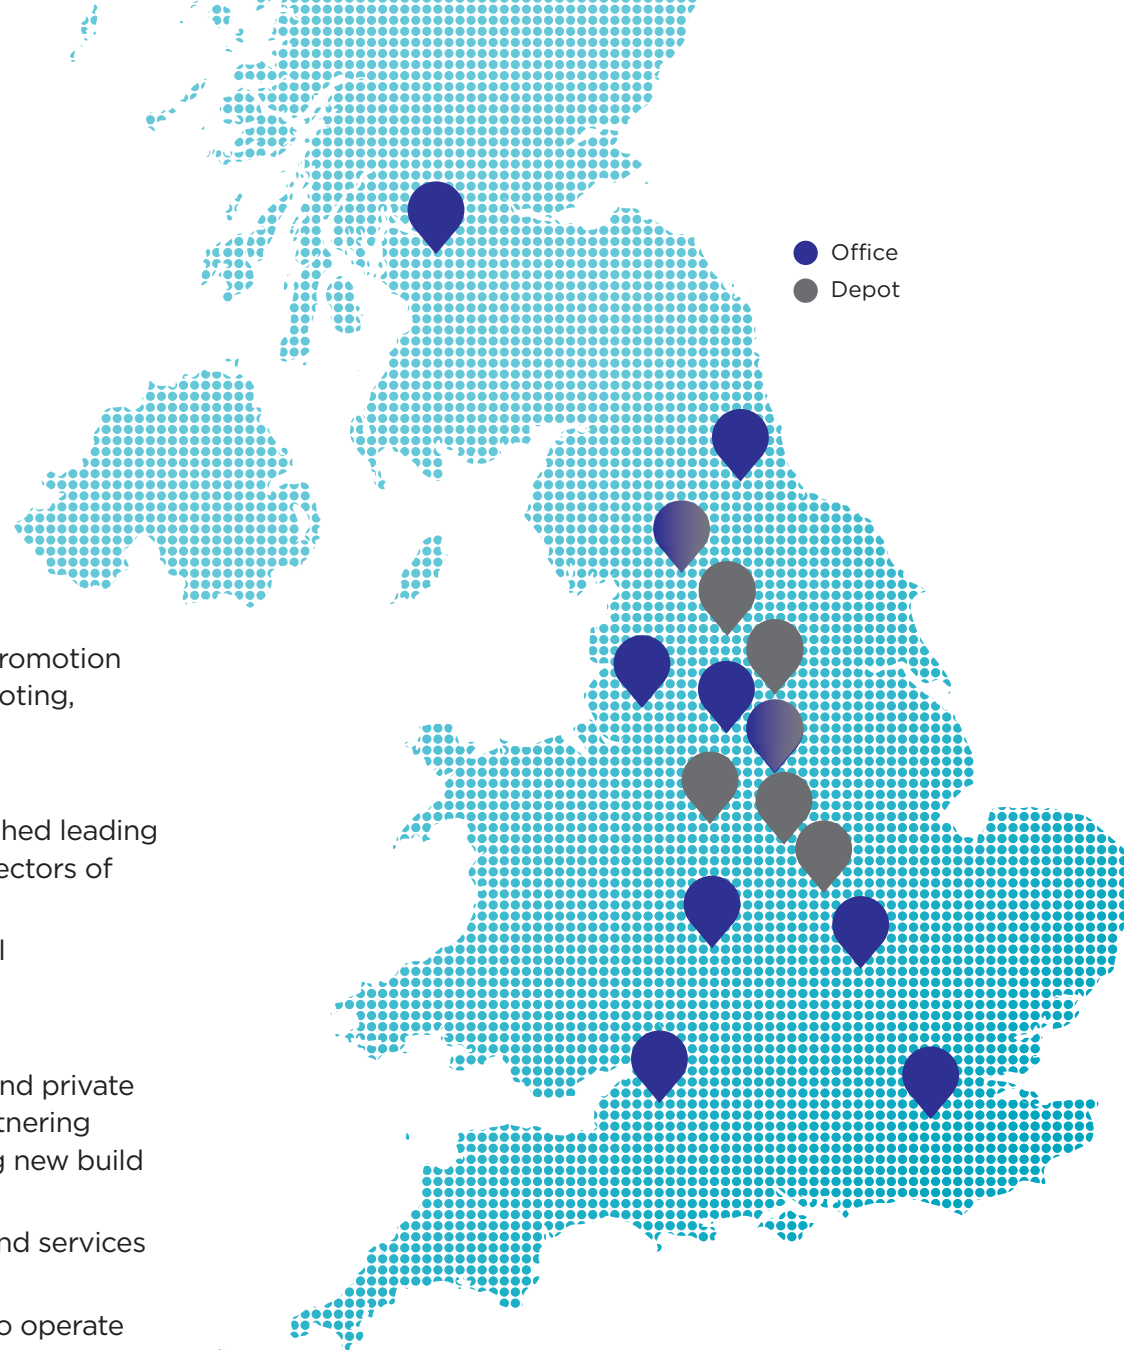 Office
Depot
romotion
oting,
hed leading
ectors of
l
nd private
tnering
g new build
nd services
o operate